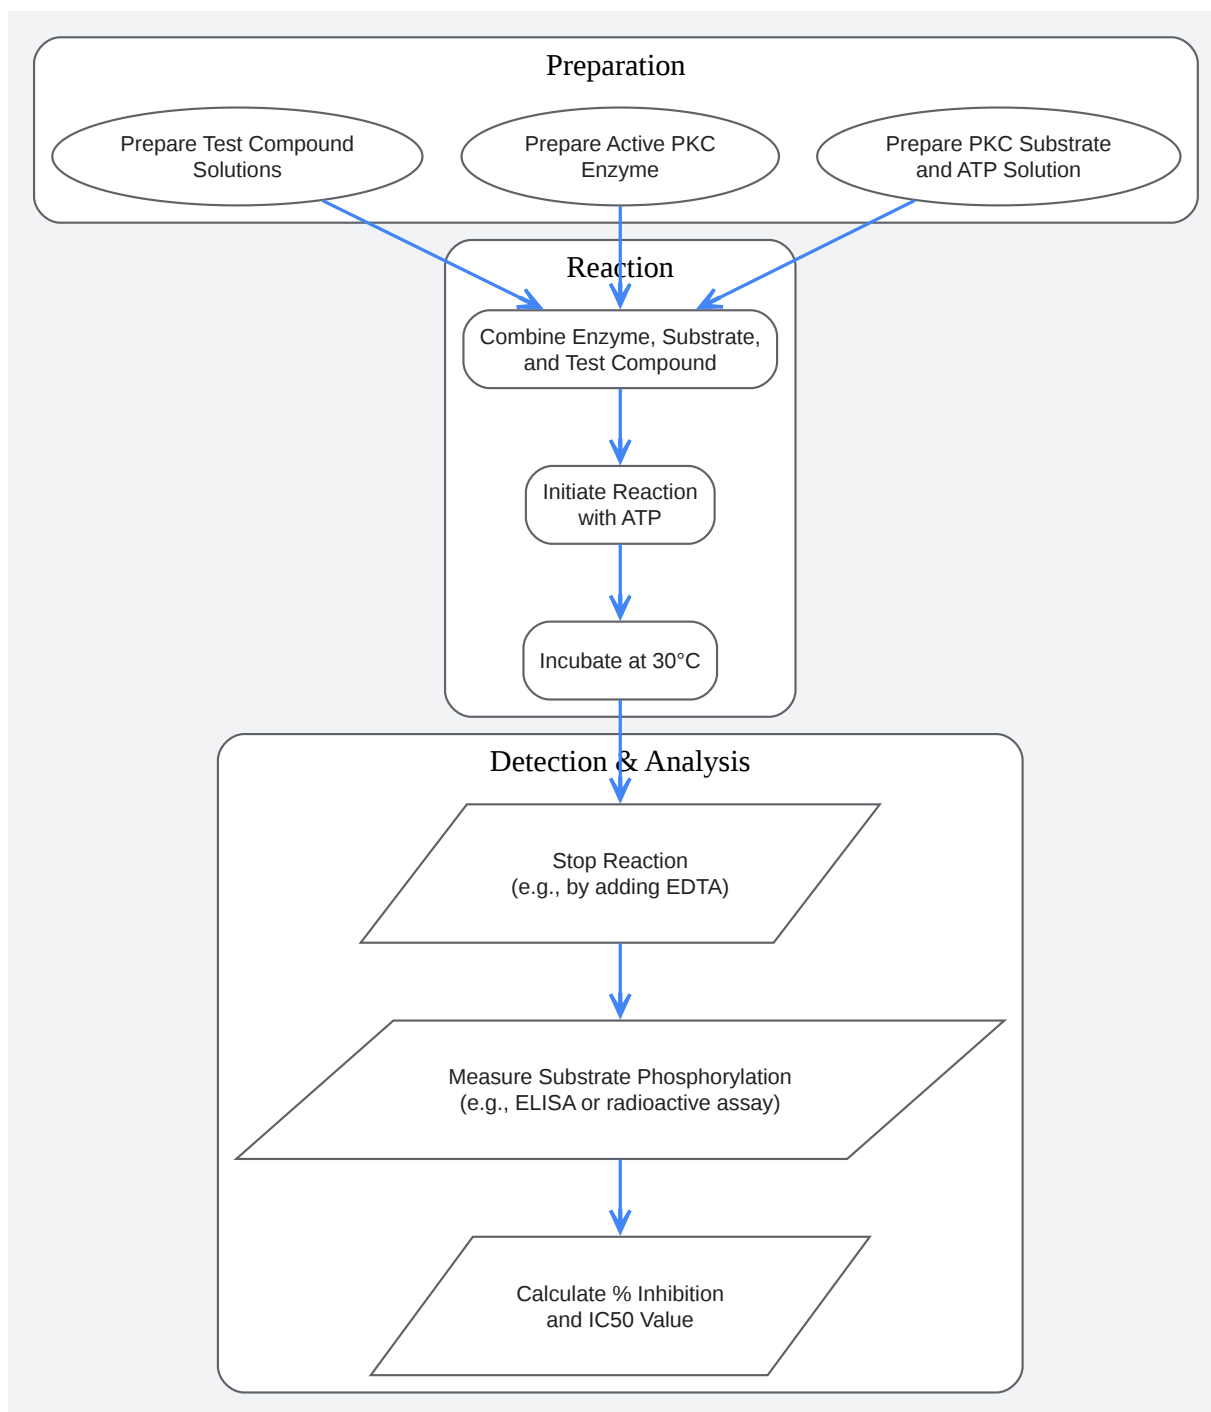 Preparation
Prepare Test Compound
Solutions
Prepare Active PKC
Enzyme
Prepare PKC Substrate
and ATP Solution
Reaction
Combine Enzyme, Substrate,
and Test Compound
Initiate Reaction
with ATP
Incubate at 30°C
Detection & Analysis
Stop Reaction
(e.g., by adding EDTA)
Measure Substrate Phosphorylation
(e.g., ELISA or radioactive assay)
Calculate % Inhibition
and IC50 Value